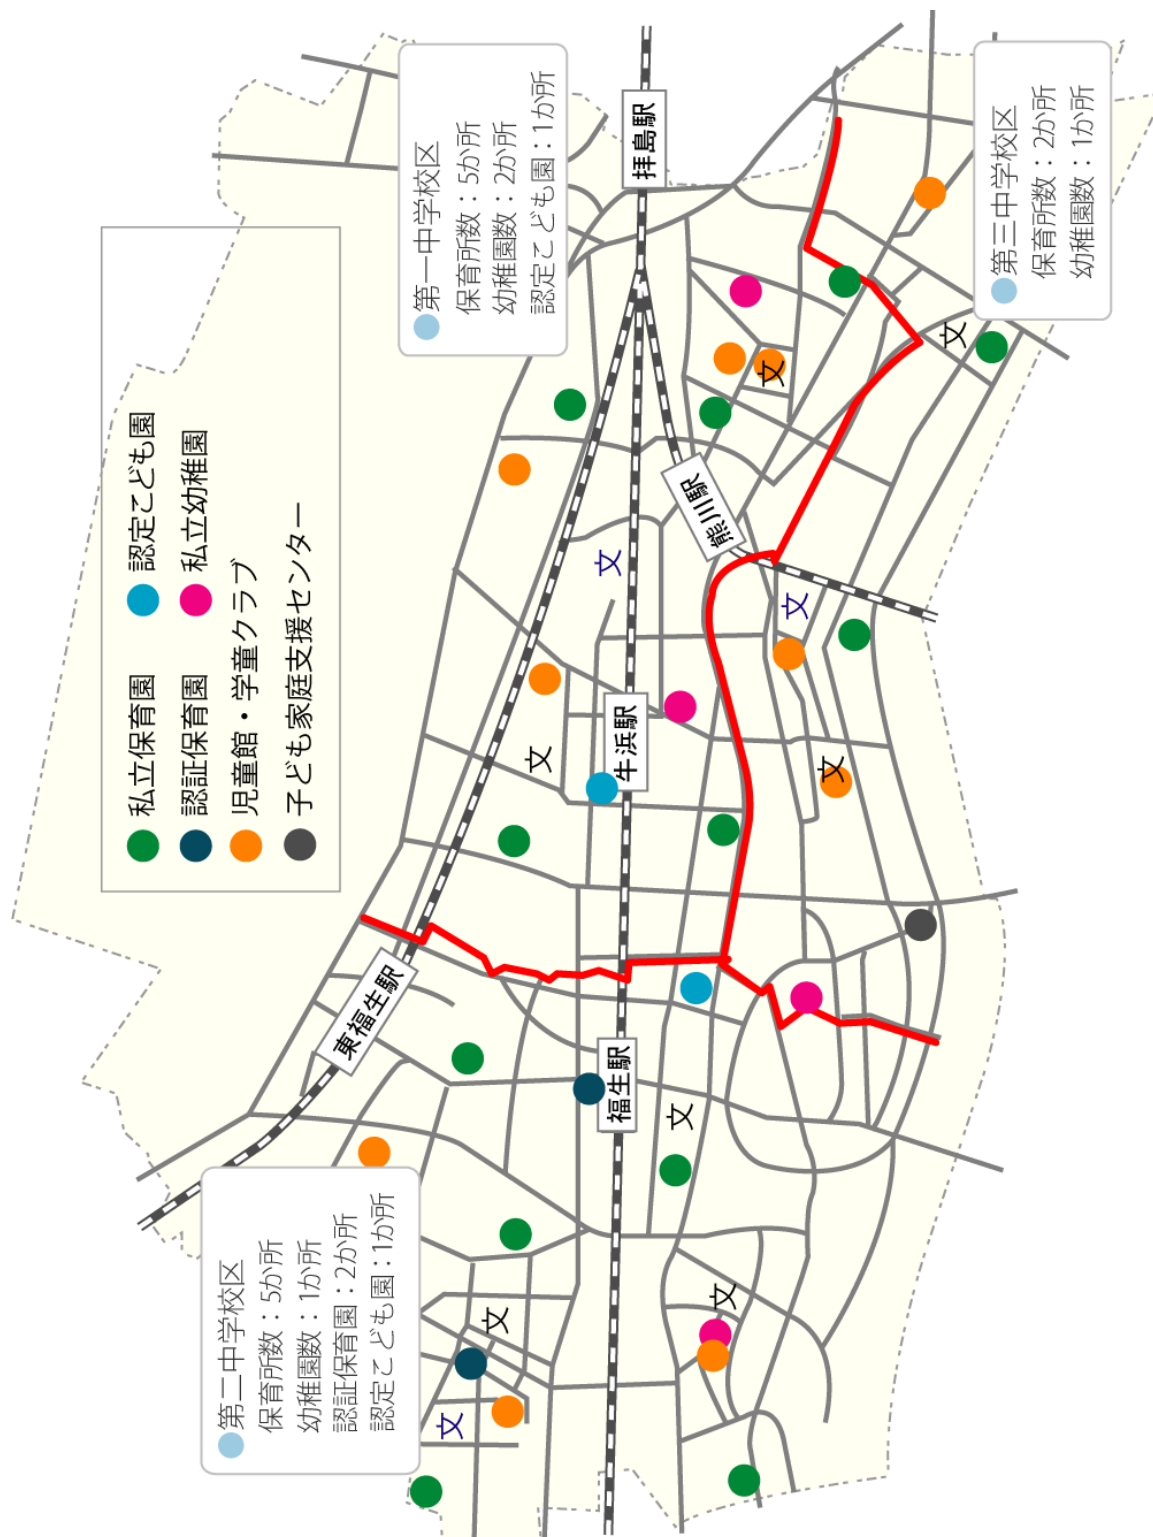 私立保育園
認定こども園
認証保育園
私立幼稚園
児童館・学童クラブ
子ども家庭支援センター
第二中学校区
保育所数：5か所
幼稚園数：1か所
認証保育園：2か所
認定こども園：1か所
第一中学校区
保育所数：5か所
幼稚園数：2か所
認定こども園：1か所
第三中学校区
保育所数：2か所
幼稚園数：1か所
東福生駅
福生駅
牛浜駅
熊川駅
拝島駅
文
文
文
文
文
文
文
文
文